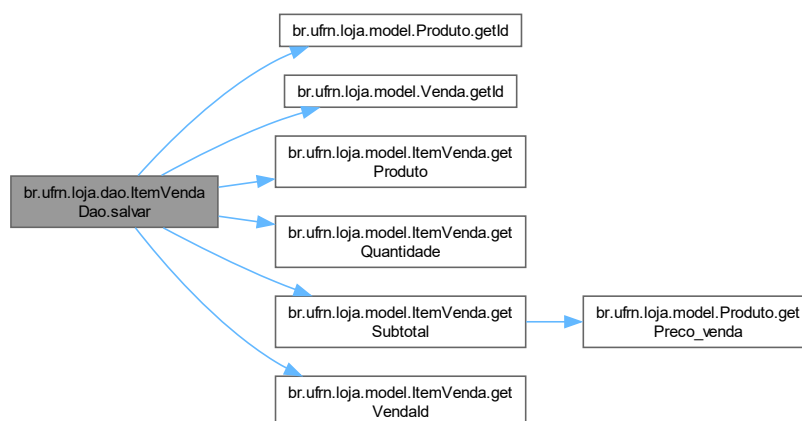 br.ufrn.loja.model.Produto.getId
br.ufrn.loja.model.Venda.getId
br.ufrn.loja.model.ItemVenda.get
Produto
br.ufrn.loja.dao.ItemVenda
Dao.salvar
br.ufrn.loja.model.ItemVenda.get
Quantidade
br.ufrn.loja.model.ItemVenda.get
Subtotal
br.ufrn.loja.model.Produto.get
Preco_venda
br.ufrn.loja.model.ItemVenda.get
VendaId